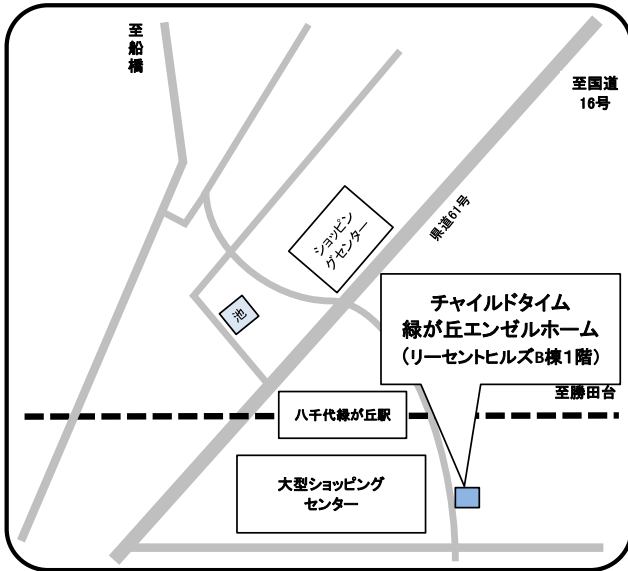 至船橋
至国道
16号
県道61号
ショッピン
グセンター
池
チャイルドタイム
緑が丘エンゼルホーム
（リーセントヒルズB棟１階）
至勝田台
八千代緑が丘駅
大型ショッピング
センター